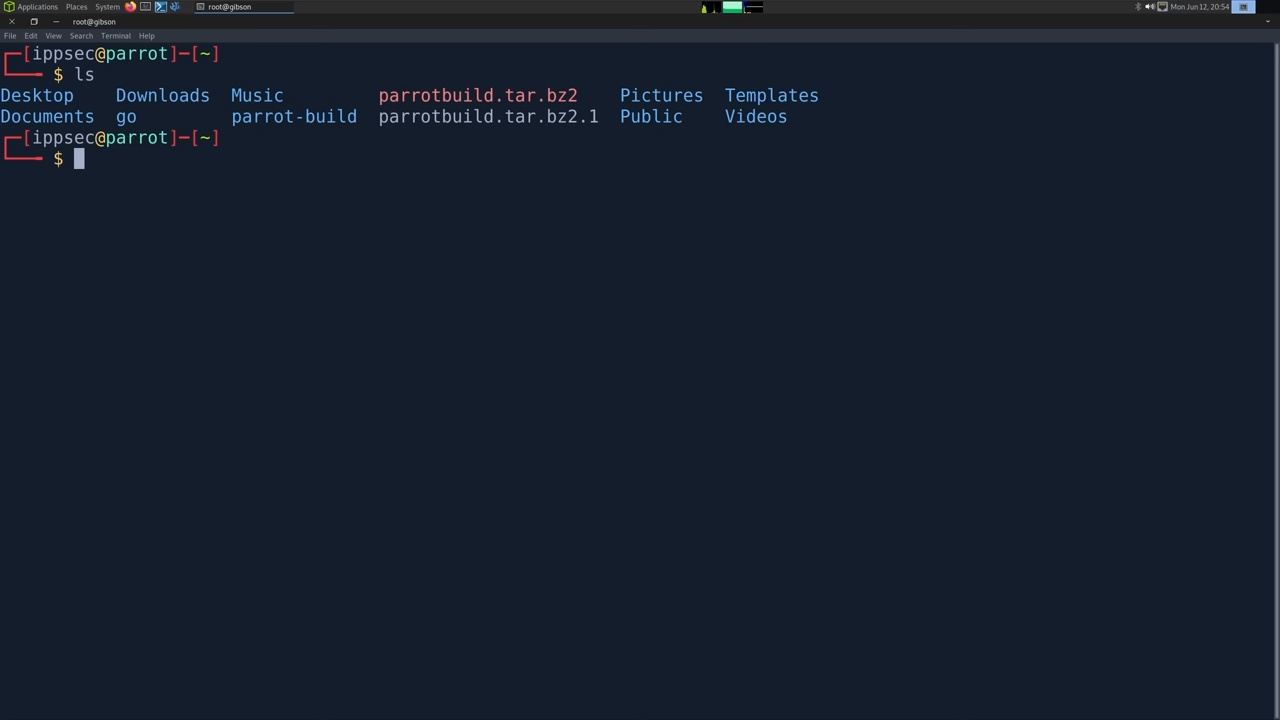 Applications Places System root@gibson Mon Jun 12, 20:54
root@gibson
File Edit View Search Terminal Help
┌─[ippsec@parrot]─[~]
└──╼ $ ls
Desktop Downloads Music parrotbuild.tar.bz2 Pictures Templates
Documents go parrot-build parrotbuild.tar.bz2.1 Public Videos
┌─[ippsec@parrot]─[~]
└──╼ $